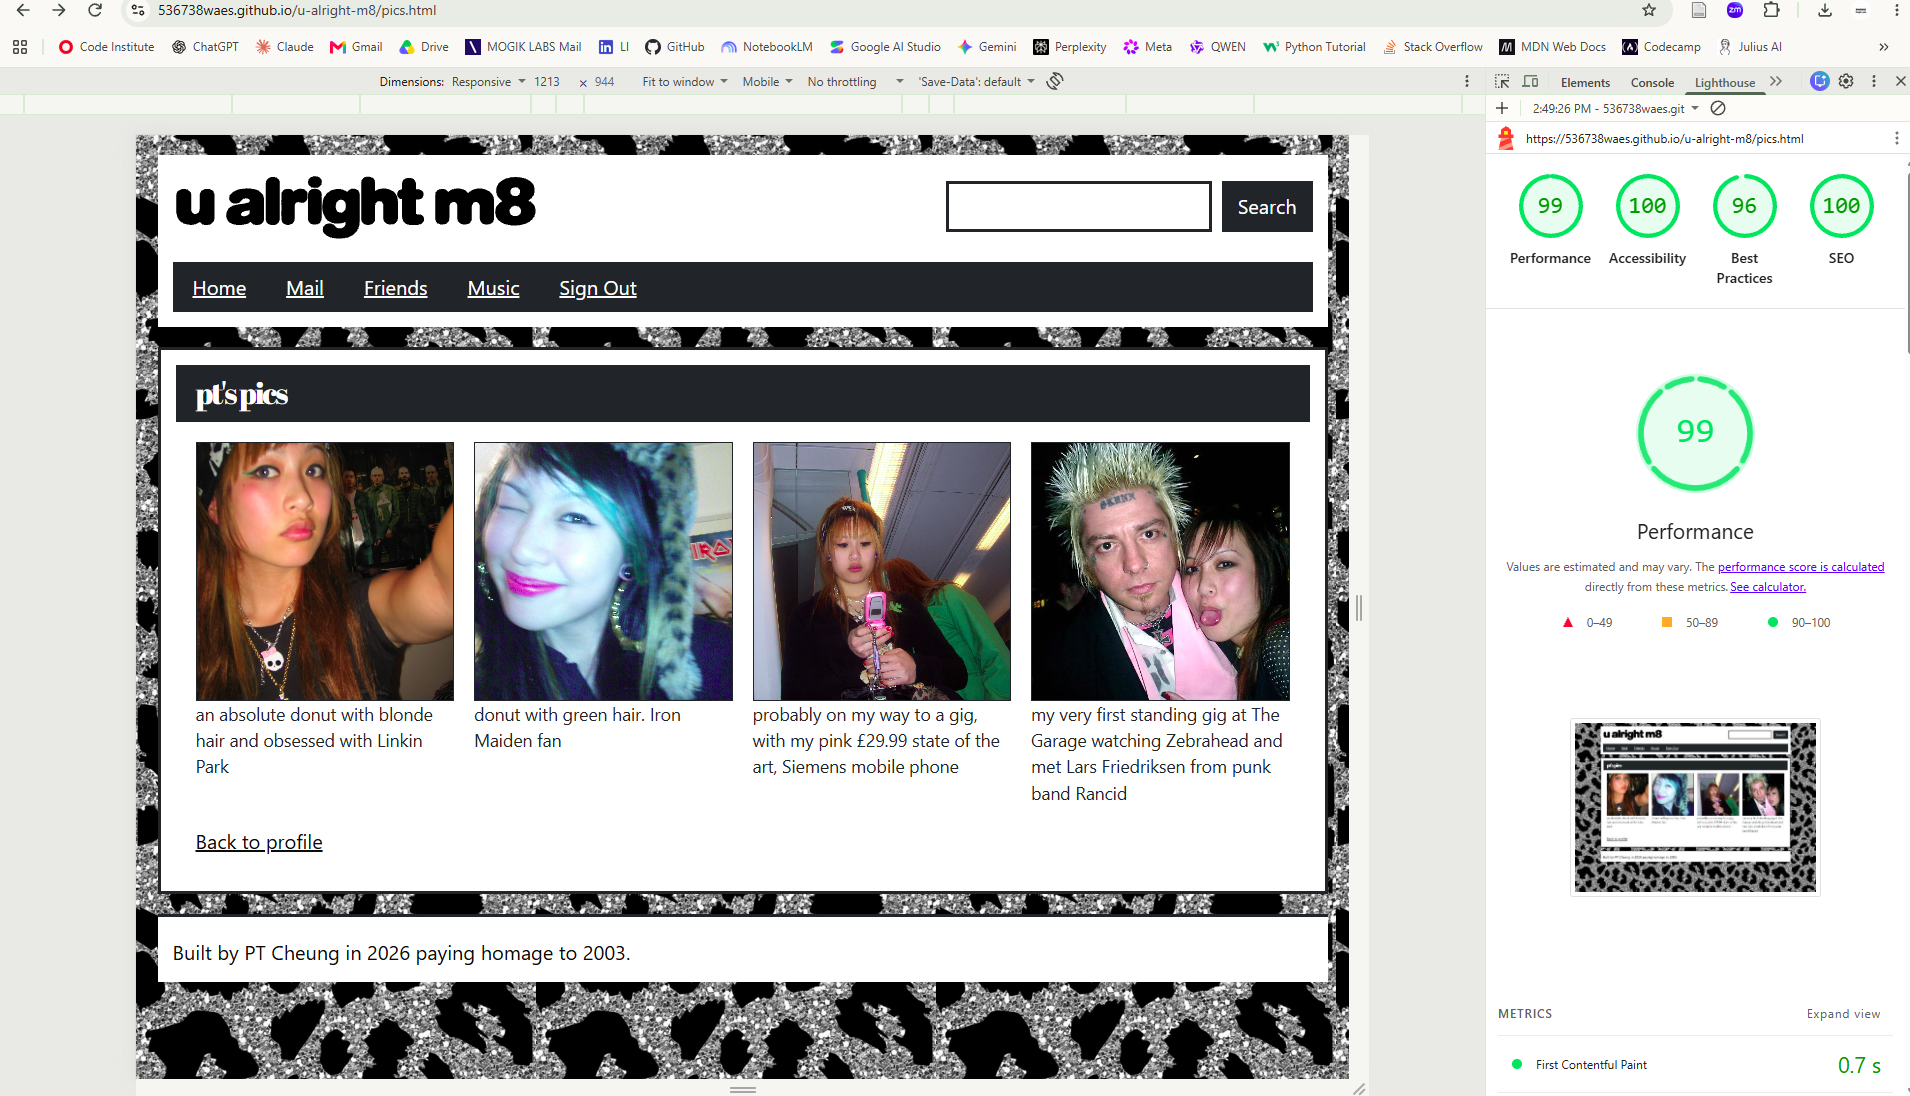 536738waes.github.io/u-alright-m8/pics.html
Code Institute ChatGPT Claude Gmail Drive MOGIK LABS Mail LI GitHub NotebookLM Google AI Studio Gemini Perplexity Meta QWEN Python Tutorial Stack Overflow MDN Web Docs Codecamp Julius AI »
Dimensions: Responsive 1213 × 944 Fit to window Mobile No throttling 'Save-Data': default
Elements Console Lighthouse
2:49:26 PM - 536738waes.git
https://536738waes.github.io/u-alright-m8/pics.html
u alright m8
Search
Home Mail Friends Music Sign Out
pt's pics
an absolute donut with blonde
hair and obsessed with Linkin
Park
donut with green hair. Iron
Maiden fan
probably on my way to a gig,
with my pink £29.99 state of the
art, Siemens mobile phone
my very first standing gig at The
Garage watching Zebrahead and
met Lars Friedriksen from punk
band Rancid
Back to profile
Built by PT Cheung in 2026 paying homage to 2003.
99 100 96 100
Performance Accessibility Best Practices SEO
99
Performance
Values are estimated and may vary. The performance score is calculated
directly from these metrics. See calculator.
0–49 50–89 90–100
u alright m8
METRICS
Expand view
First Contentful Paint 0.7 s